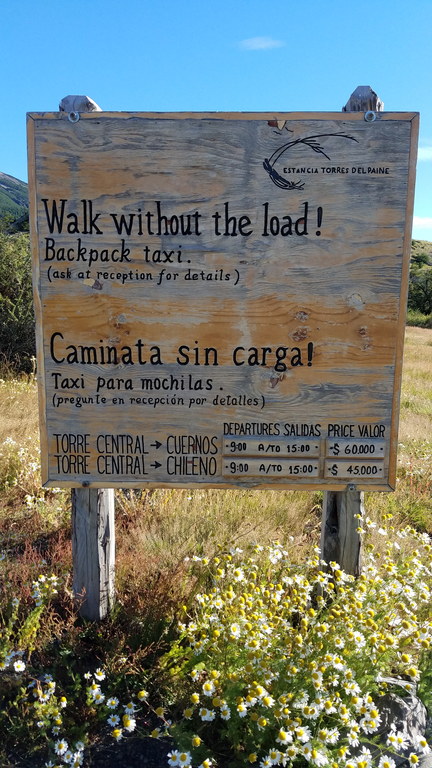 ESTANCIA TORRES DEL PAINE
Walk without the load!
Backpack taxi.
(ask at reception for details)
Caminata sin carga!
Taxi para mochilas.
(pregunte en recepción por detalles)
DEPARTURES SALIDAS PRICE VALOR
TORRE CENTRAL → CUERNOS 9:00 A/TO 15:00 $ 60.000
TORRE CENTRAL → CHILENO 9:00 A/TO 15:00 $ 45.000